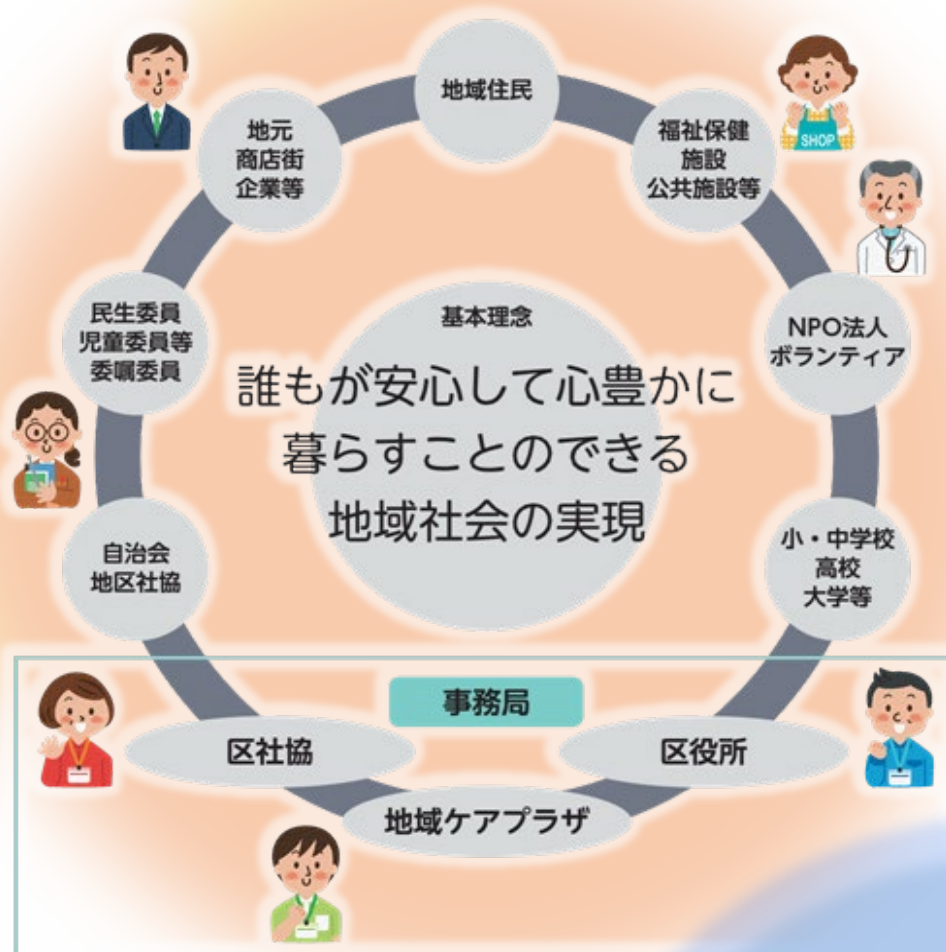 地域住民
地元
商店街
企業等
福祉保健
施設
公共施設等
SHOP
民生委員
児童委員等
委嘱委員
NPO法人
ボランティア
基本理念
誰もが安心して心豊かに
暮らすことのできる
地域社会の実現
自治会
地区社協
小・中学校
高校
大学等
事務局
区社協
区役所
地域ケアプラザ